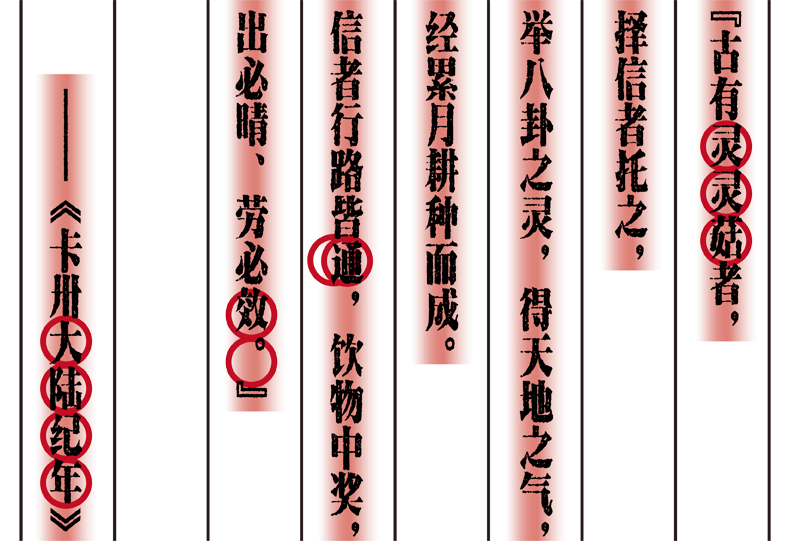 『古有灵灵菇者，
择信者托之，
举八卦之灵，得天地之气，
经累月耕种而成。
信者行路皆通，饮物中奖，
出必晴、劳必效。』
——《卡卅大陆纪年》